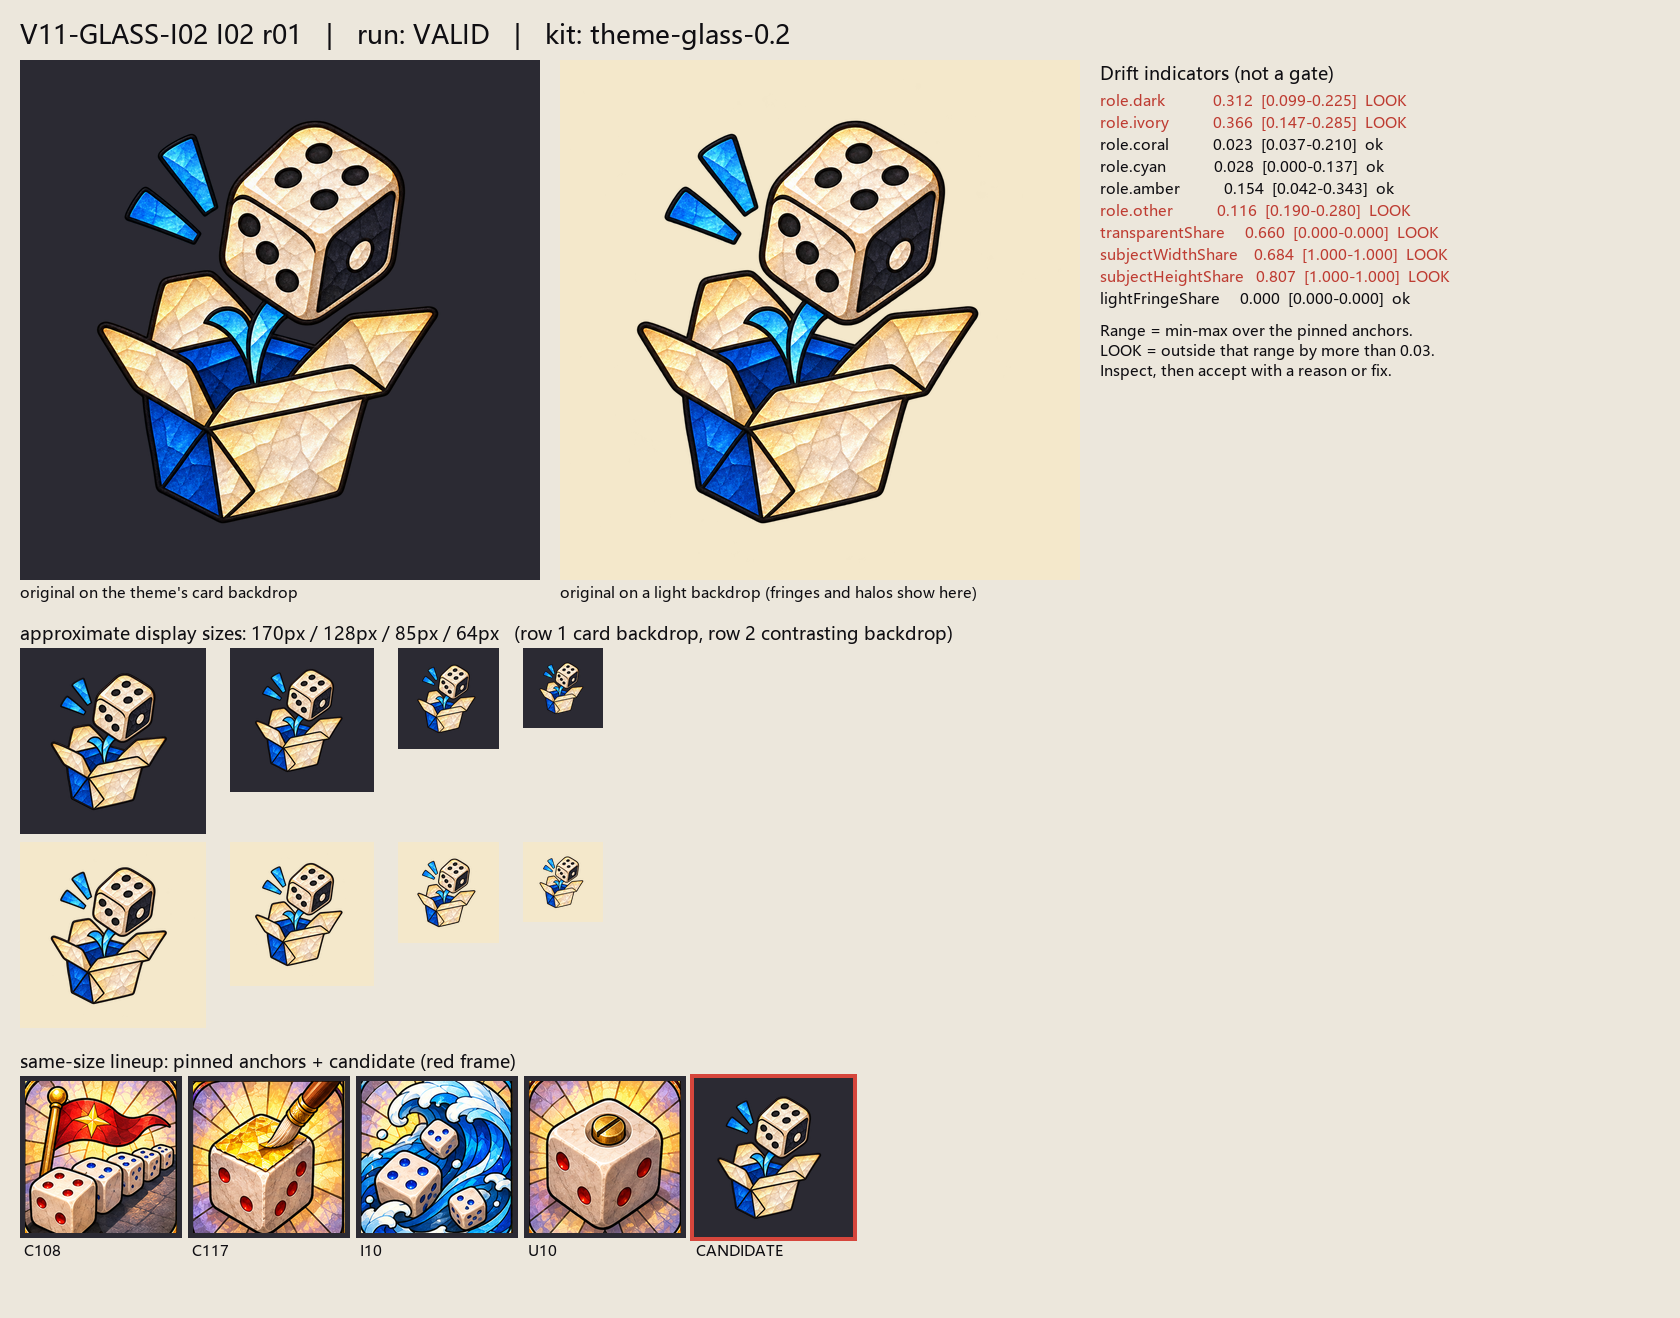 V11-GLASS-I02 I02 r01   |   run: VALID   |   kit: theme-glass-0.2
Drift indicators (not a gate)
role.dark 0.312 [0.099-0.225] LOOK
role.ivory 0.366 [0.147-0.285] LOOK
role.coral 0.023 [0.037-0.210] ok
role.cyan 0.028 [0.000-0.137] ok
role.amber 0.154 [0.042-0.343] ok
role.other 0.116 [0.190-0.280] LOOK
transparentShare 0.660 [0.000-0.000] LOOK
subjectWidthShare 0.684 [1.000-1.000] LOOK
subjectHeightShare 0.807 [1.000-1.000] LOOK
lightFringeShare 0.000 [0.000-0.000] ok
Range = min-max over the pinned anchors.
LOOK = outside that range by more than 0.03.
Inspect, then accept with a reason or fix.
original on the theme's card backdrop
original on a light backdrop (fringes and halos show here)
approximate display sizes: 170px / 128px / 85px / 64px   (row 1 card backdrop, row 2 contrasting backdrop)
same-size lineup: pinned anchors + candidate (red frame)
C108
C117
I10
U10
CANDIDATE